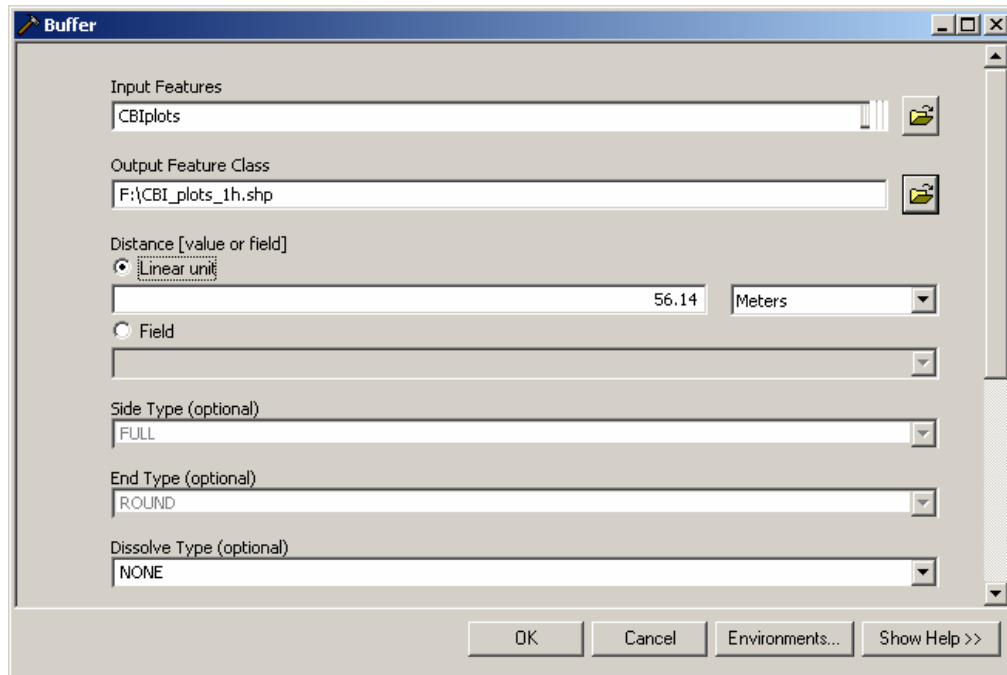 Buffer
Input Features
CBIplots
Output Feature Class
F:\CBI_plots_1h.shp
Distance [value or field]
Linear unit
56.14 Meters
Field
Side Type (optional)
FULL
End Type (optional)
ROUND
Dissolve Type (optional)
NONE
OK Cancel Environments... Show Help >>